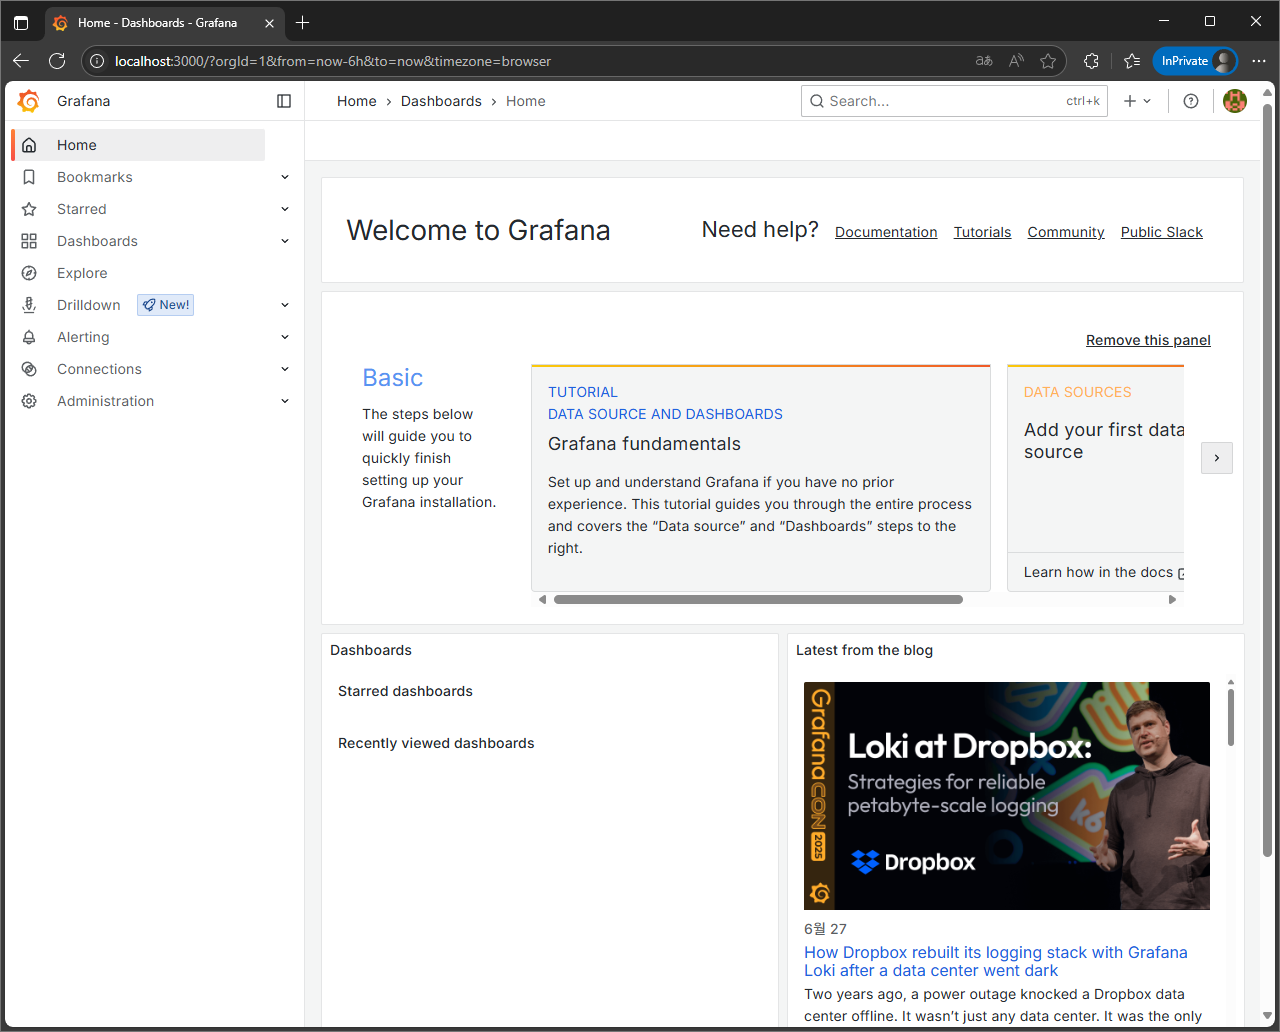 Home - Dashboards - Grafana
localhost:3000/?orgId=1&from=now-6h&to=now&timezone=browser
InPrivate
Grafana
Home
Dashboards
Home
Search...
ctrl+k
Home
Bookmarks
Starred
Dashboards
Explore
Drilldown
New!
Alerting
Connections
Administration
Welcome to Grafana
Need help?
Documentation
Tutorials
Community
Public Slack
Remove this panel
Basic
The steps below
will guide you to
quickly finish
setting up your
Grafana installation.
TUTORIAL
DATA SOURCE AND DASHBOARDS
Grafana fundamentals
Set up and understand Grafana if you have no prior
experience. This tutorial guides you through the entire process
and covers the “Data source” and “Dashboards” steps to the
right.
DATA SOURCES
Add your first data
source
Learn how in the docs
Dashboards
Starred dashboards
Recently viewed dashboards
Latest from the blog
GrafanaCON
2025
Loki at Dropbox:
Strategies for reliable
petabyte-scale logging
k6
Dropbox
6월 27
How Dropbox rebuilt its logging stack with Grafana
Loki after a data center went dark
Two years ago, a power outage knocked a Dropbox data
center offline. It wasn’t just any data center. It was the only